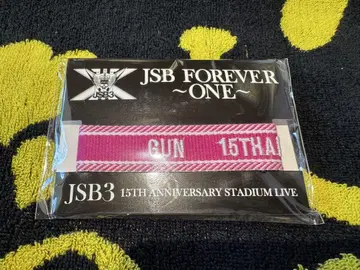 JSB FOREVER
~ONE~
GUN 15THA
JSB3 15TH ANNIVERSARY STADIUM LIVE